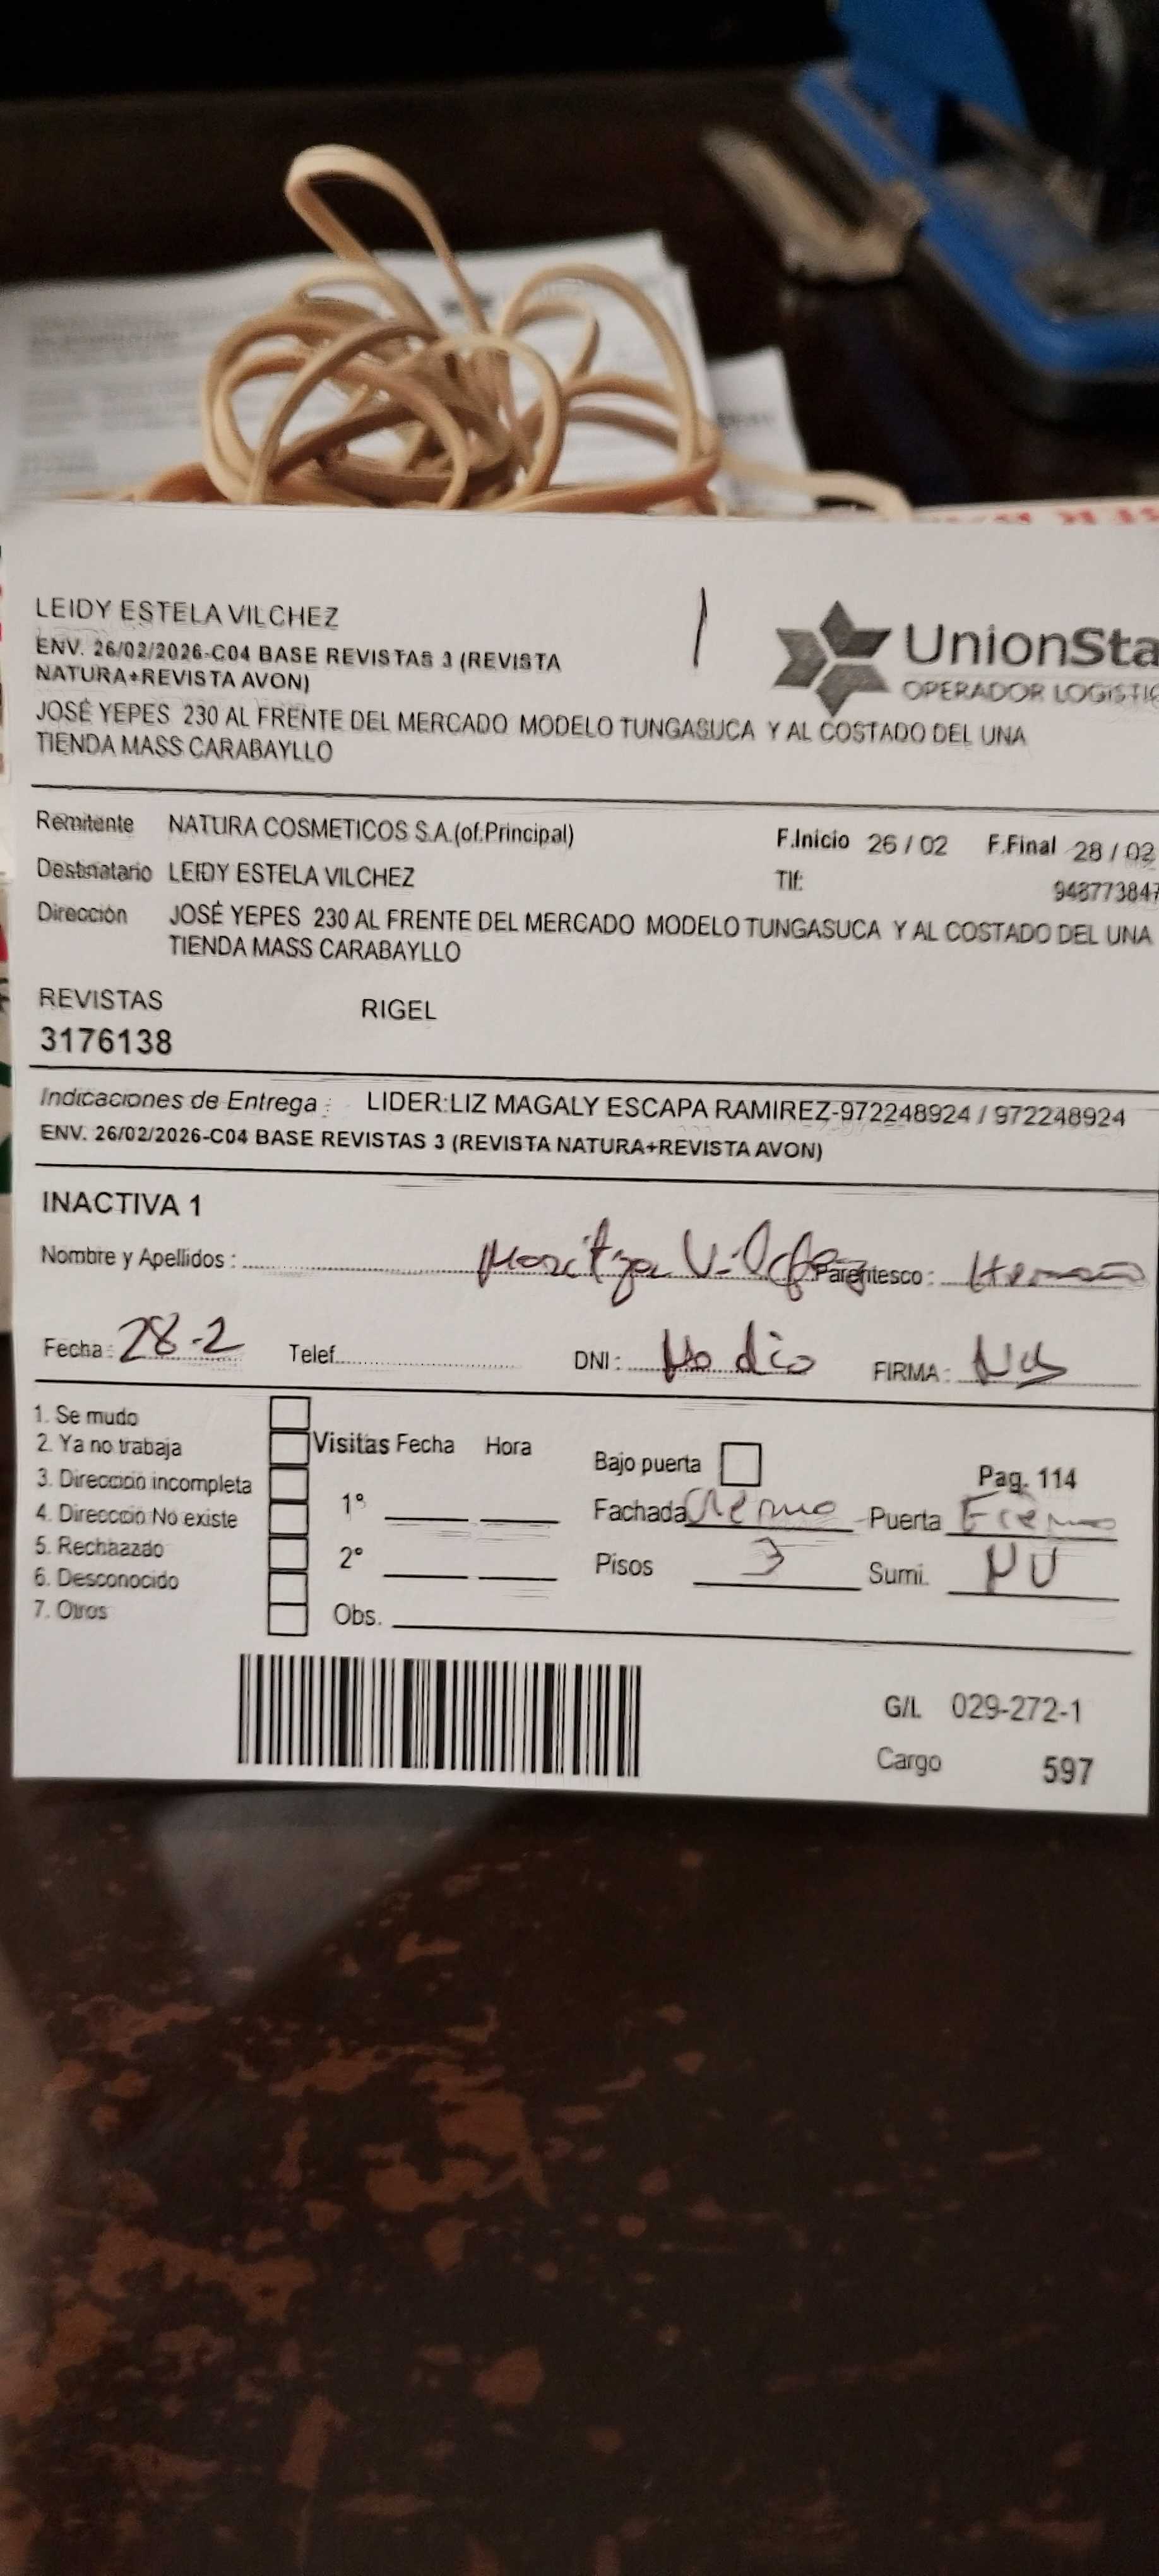 LEIDY ESTELA VILCHEZ
ENV. 26/02/2026-C04 BASE REVISTAS 3 (REVISTA
NATURA+REVISTA AVON)
JOSÉ YEPES 230 AL FRENTE DEL MERCADO MODELO TUNGASUCA Y AL COSTADO DEL UNA
TIENDA MASS CARABAYLLO
UnionSta
OPERADOR LOGISTIC
Remitente NATURA COSMETICOS S.A.(of.Principal) F.Inicio 26 / 02 F.Final 28 / 02
Destinatario LEIDY ESTELA VILCHEZ Tlf: 948773847
Dirección JOSÉ YEPES 230 AL FRENTE DEL MERCADO MODELO TUNGASUCA Y AL COSTADO DEL UNA
TIENDA MASS CARABAYLLO
REVISTAS RIGEL
3176138
Indicaciones de Entrega : LIDER:LIZ MAGALY ESCAPA RAMIREZ-972248924 / 972248924
ENV. 26/02/2026-C04 BASE REVISTAS 3 (REVISTA NATURA+REVISTA AVON)
INACTIVA 1
Nombre y Apellidos : Maritza Vilchez Parentesco :
Fecha: 28-2 Telef. DNI: No dio FIRMA:
1. Se mudo
2. Ya no trabaja Visitas Fecha Hora
3. Dirección incompleta Bajo puerta Pag. 114
4. Dirección No existe 1° Fachada Puerta
5. Rechazado 2° Pisos 3 Sumi.
6. Desconocido
7. Otros Obs.
G/L 029-272-1
Cargo 597